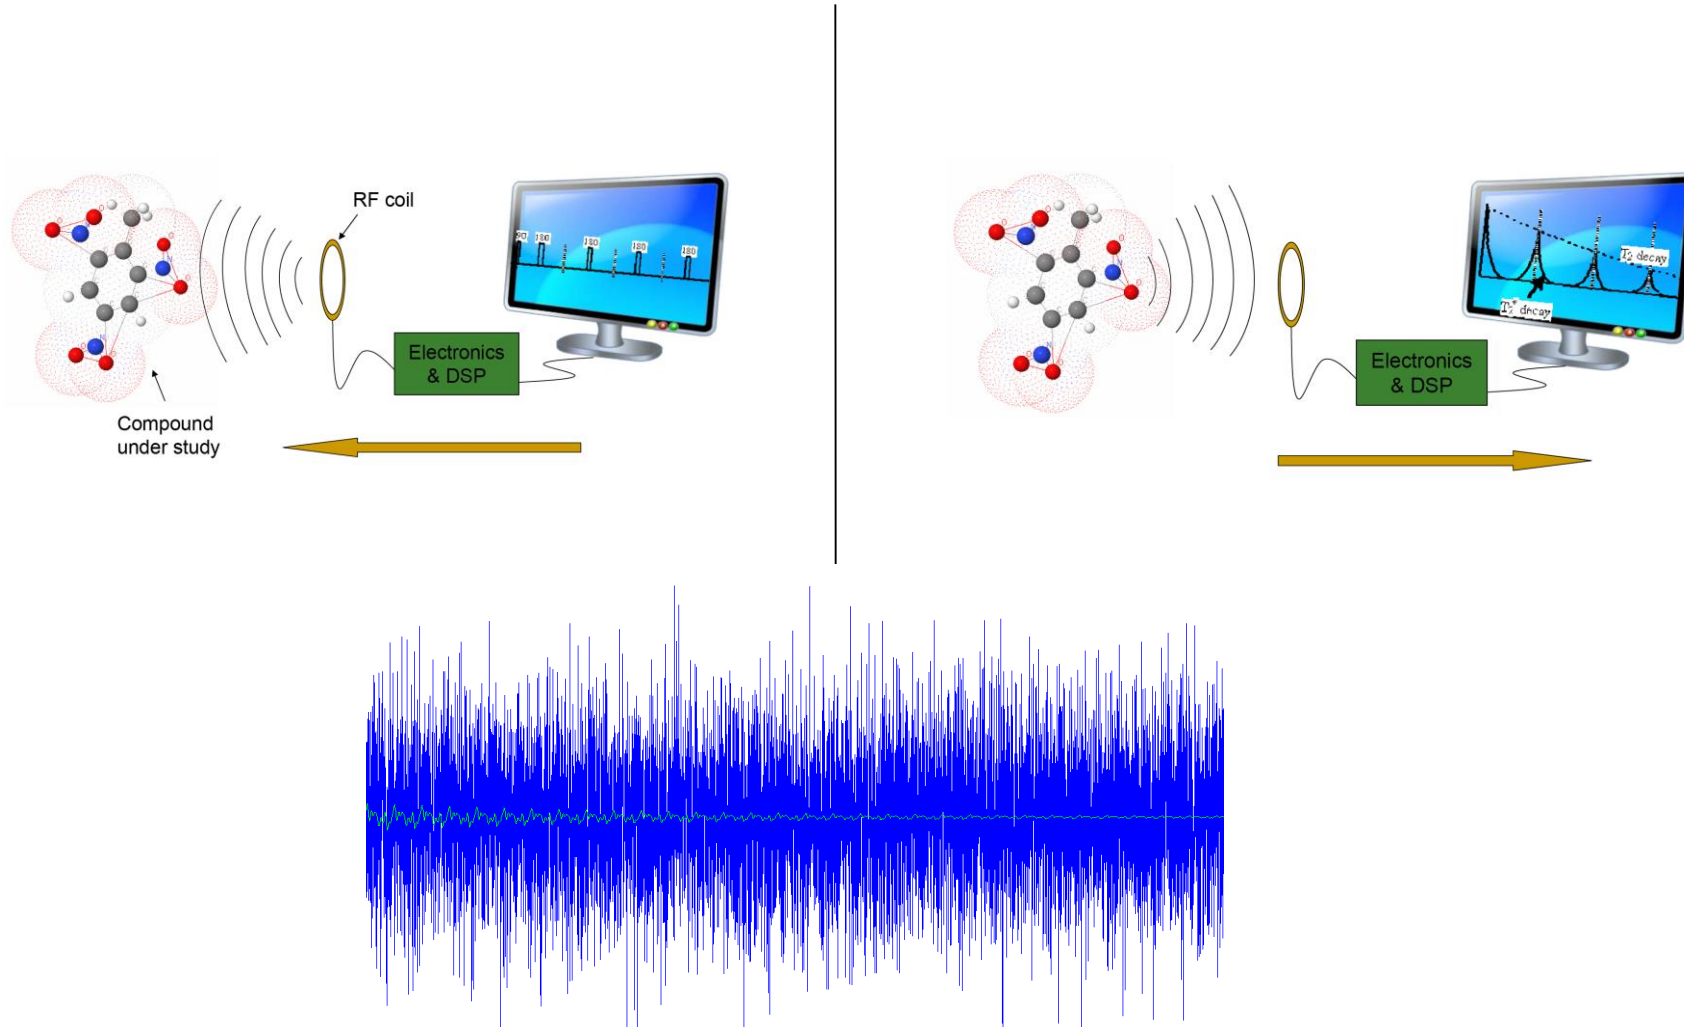 RF coil
90
180
180
180
180
Electronics
& DSP
Compound
under study
T2 decay
T2* decay
Electronics
& DSP
O
O
O
N
O
N
O
O
O
O
O
N
O
N
O
O